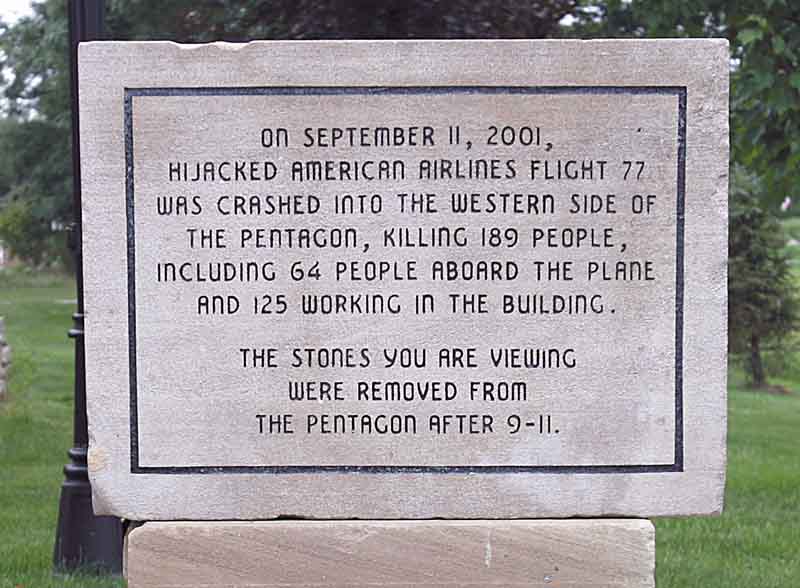 ON SEPTEMBER 11, 2001,
HIJACKED AMERICAN AIRLINES FLIGHT 77
WAS CRASHED INTO THE WESTERN SIDE OF
THE PENTAGON, KILLING 189 PEOPLE,
INCLUDING 64 PEOPLE ABOARD THE PLANE
AND 125 WORKING IN THE BUILDING.
THE STONES YOU ARE VIEWING
WERE REMOVED FROM
THE PENTAGON AFTER 9-11.